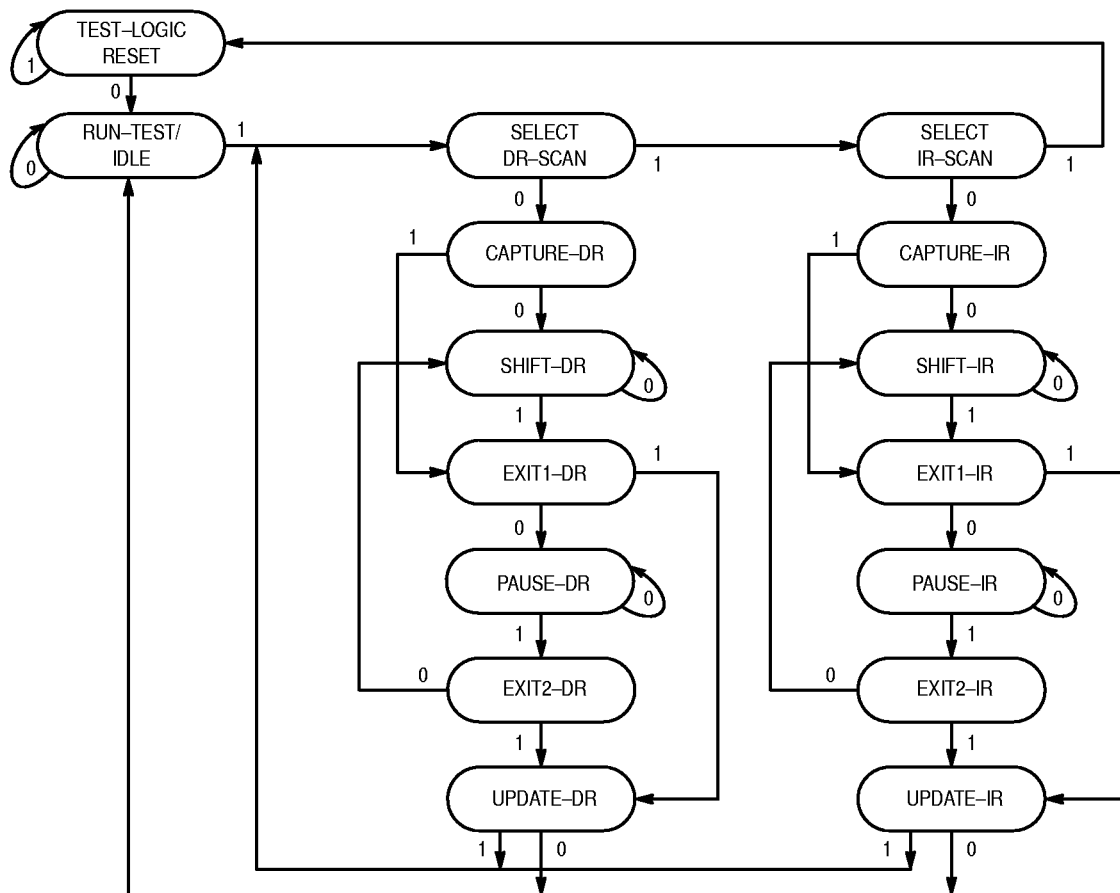 TEST–LOGIC
RESET
1
0
RUN–TEST/
IDLE
0
1
SELECT
DR–SCAN
1
SELECT
IR–SCAN
1
0
0
1
CAPTURE–DR
1
CAPTURE–IR
0
0
SHIFT–DR
0
SHIFT–IR
0
1
1
EXIT1–DR
1
EXIT1–IR
1
0
0
PAUSE–DR
0
PAUSE–IR
0
1
1
0
EXIT2–DR
0
EXIT2–IR
1
1
UPDATE–DR
UPDATE–IR
1
0
1
0